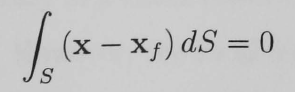 ∫_S (𝐱 − 𝐱_f) dS = 0